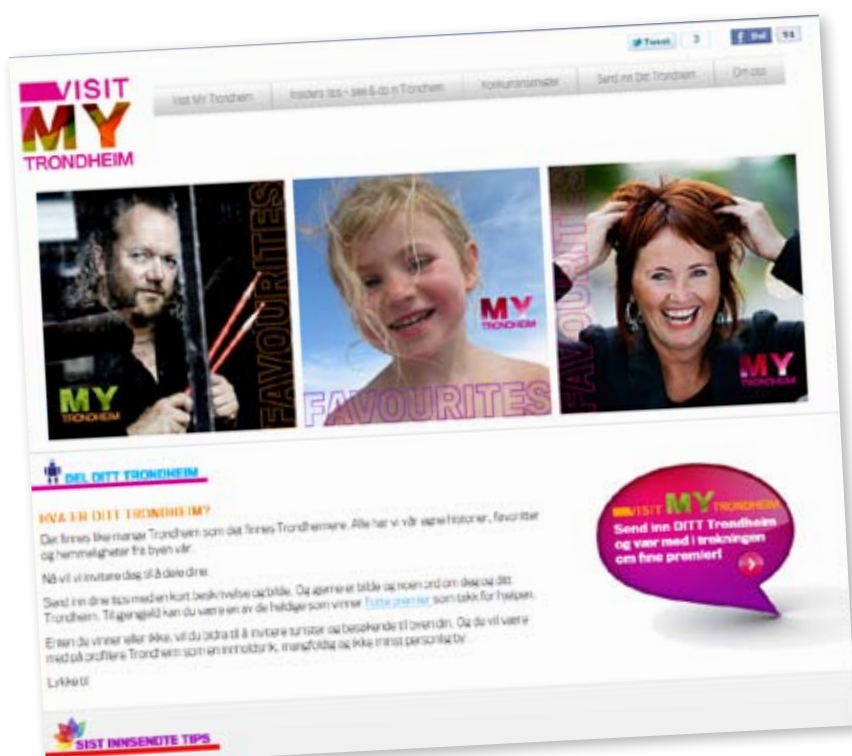 Tweet 3 Del 51
VISIT
MY
TRONDHEIM
Visit My Trondheim Insiders tips - see & do in Trondheim Konkurransevinner Send inn Ditt Trondheim Om oss
FAVOURITES
MY
TRONDHEIM
FAVOURITES
MY
TRONDHEIM
FAVOURITES
MY
TRONDHEIM
DEL DITT TRONDHEIM
HVA ER DITT TRONDHEIM?
Det finnes like mange Trondheim som det finnes Trondhemmere. Alle har vi vår egne historier, favoritter
og hemmeligheter fra byen vår.
Nå vil vi invitere deg til å dele dine.
Send inn dine tips med en kort beskrivelse og bilde. Og gjerne et bilde og noen ord om deg og ditt
Trondheim. Til gjengjeld kan du være en av de heldige som vinner flotte premier som takk for hjelpen.
Enten du vinner eller ikke, vil du bidra til å invitere turister og besøkende til byen din. Og du vil være
med på profilere Trondheim som en innholdsrik, mangfoldig og ikke minst personlig by.
Lykke til
VISIT MY TRONDHEIM
Send inn DITT Trondheim
og vær med i trekningen
om fine premier!
SIST INNSENDTE TIPS